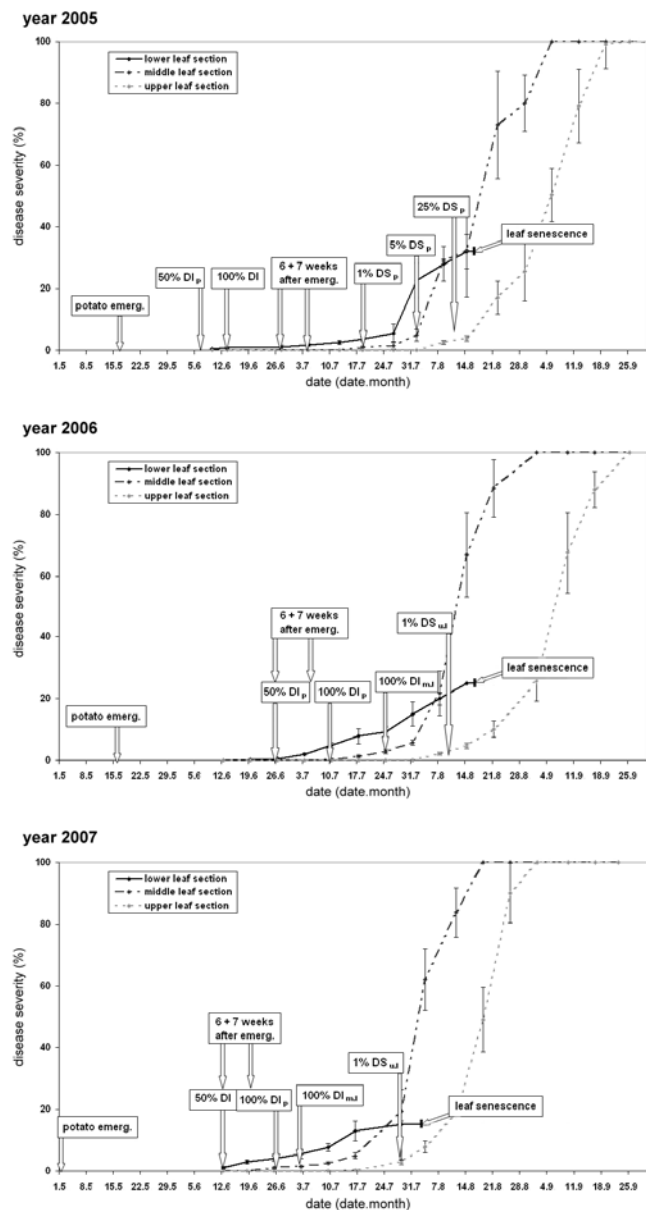 year 2005
100
80
60
40
20
0
disease severity (%)
lower leaf section
middle leaf section
upper leaf section
potato emerg.
50% DI p
100% DI
6 + 7 weeks
after emerg.
1% DS p
5% DS p
25% DS p
leaf senescence
1.5 8.5 15.5 22.5 29.5 5.6 12.6 19.6 26.6 3.7 10.7 17.7 24.7 31.7 7.8 14.8 21.8 28.8 4.9 11.9 18.9 25.9
date (date.month)
year 2006
100
80
60
40
20
0
disease severity (%)
lower leaf section
middle leaf section
upper leaf section
potato emerg.
6 + 7 weeks
after emerg.
50% DI p
100% DI p
100% DI m.l
1% DS u.l
leaf senescence
1.5 8.5 15.5 22.5 29.5 5.6 12.6 19.6 26.6 3.7 10.7 17.7 24.7 31.7 7.8 14.8 21.8 28.8 4.9 11.9 18.9 25.9
date (date.month)
year 2007
100
80
60
40
20
0
disease severity (%)
lower leaf section
middle leaf section
upper leaf section
potato emerg.
6 + 7 weeks
after emerg.
50% DI
100% DI p
100% DI m.l
1% DS u.l
leaf senescence
1.5 8.5 15.5 22.5 29.5 5.6 12.6 19.6 26.6 3.7 10.7 17.7 24.7 31.7 7.8 14.8 21.8 28.8 4.9 11.9 18.9 25.9
date (date.month)